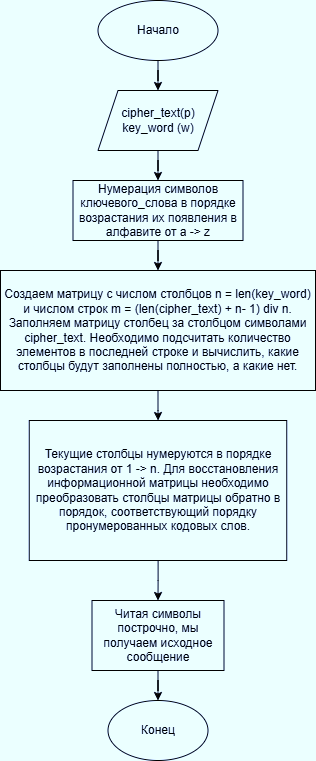 Начало
cipher_text(p)
key_word (w)
Нумерация символов
ключевого_слова в порядке
возрастания их появления в
алфавите от a -> z
Создаем матрицу с числом столбцов n = len(key_word)
и числом строк m = (len(cipher_text) + n- 1) div n.
Заполняем матрицу столбец за столбцом символами
cipher_text. Необходимо подсчитать количество
элементов в последней строке и вычислить, какие
столбцы будут заполнены полностью, а какие нет.
Текущие столбцы нумеруются в порядке
возрастания от 1 -> n. Для восстановления
информационной матрицы необходимо
преобразовать столбцы матрицы обратно в
порядок, соответствующий порядку
пронумерованных кодовых слов.
Читая символы
построчно, мы
получаем исходное
сообщение
Конец